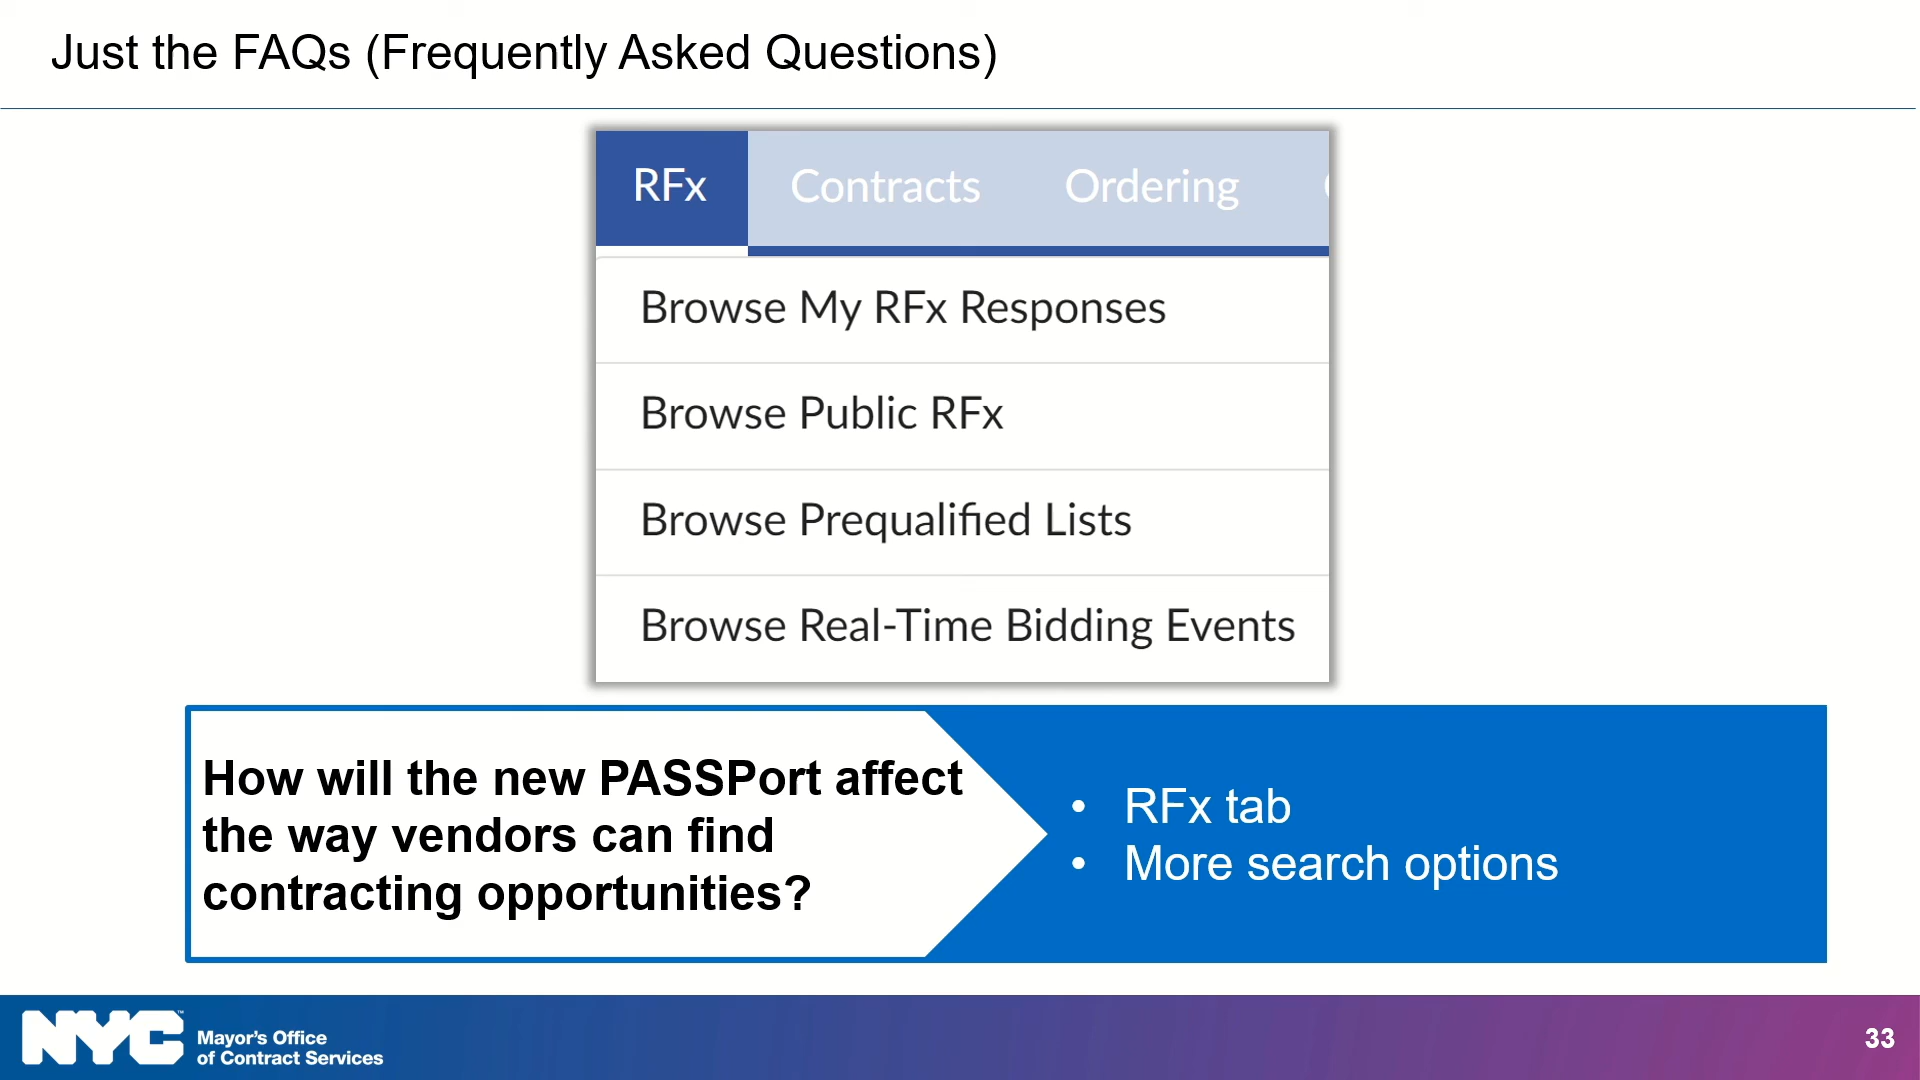 Just the FAQs (Frequently Asked Questions)
RFx Contracts Ordering
Browse My RFx Responses
Browse Public RFx
Browse Prequalified Lists
Browse Real-Time Bidding Events
How will the new PASSPort affect
the way vendors can find
contracting opportunities?
• RFx tab
• More search options
NYC™
Mayor's Office
of Contract Services
33